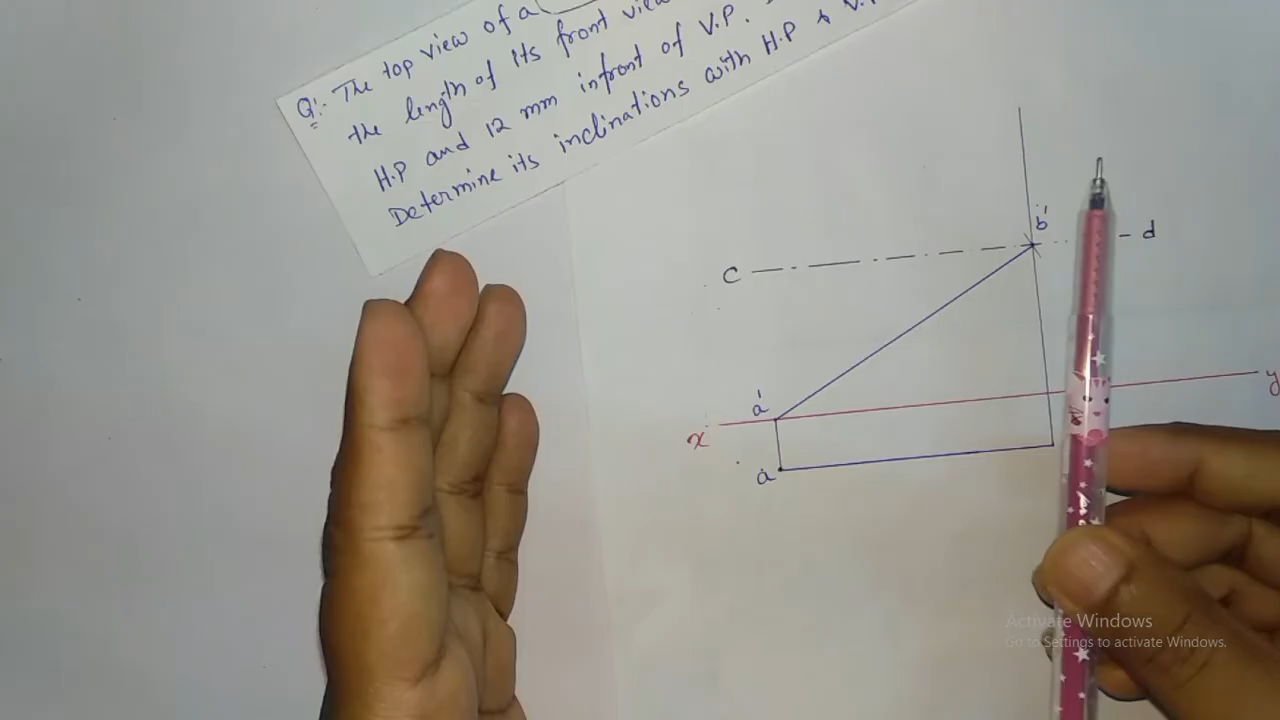 Q:- The top view of a
the length of its front view
H.P and 12 mm infront of V.P.
Determine its inclinations with H.P & V.P
b'
c
d
a'
x
y
a
Activate Windows
Go to Settings to activate Windows.